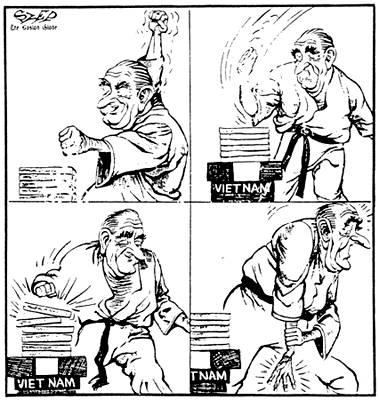 SZEP
The Boston Globe
VIETNAM
VIET NAM
TNAM